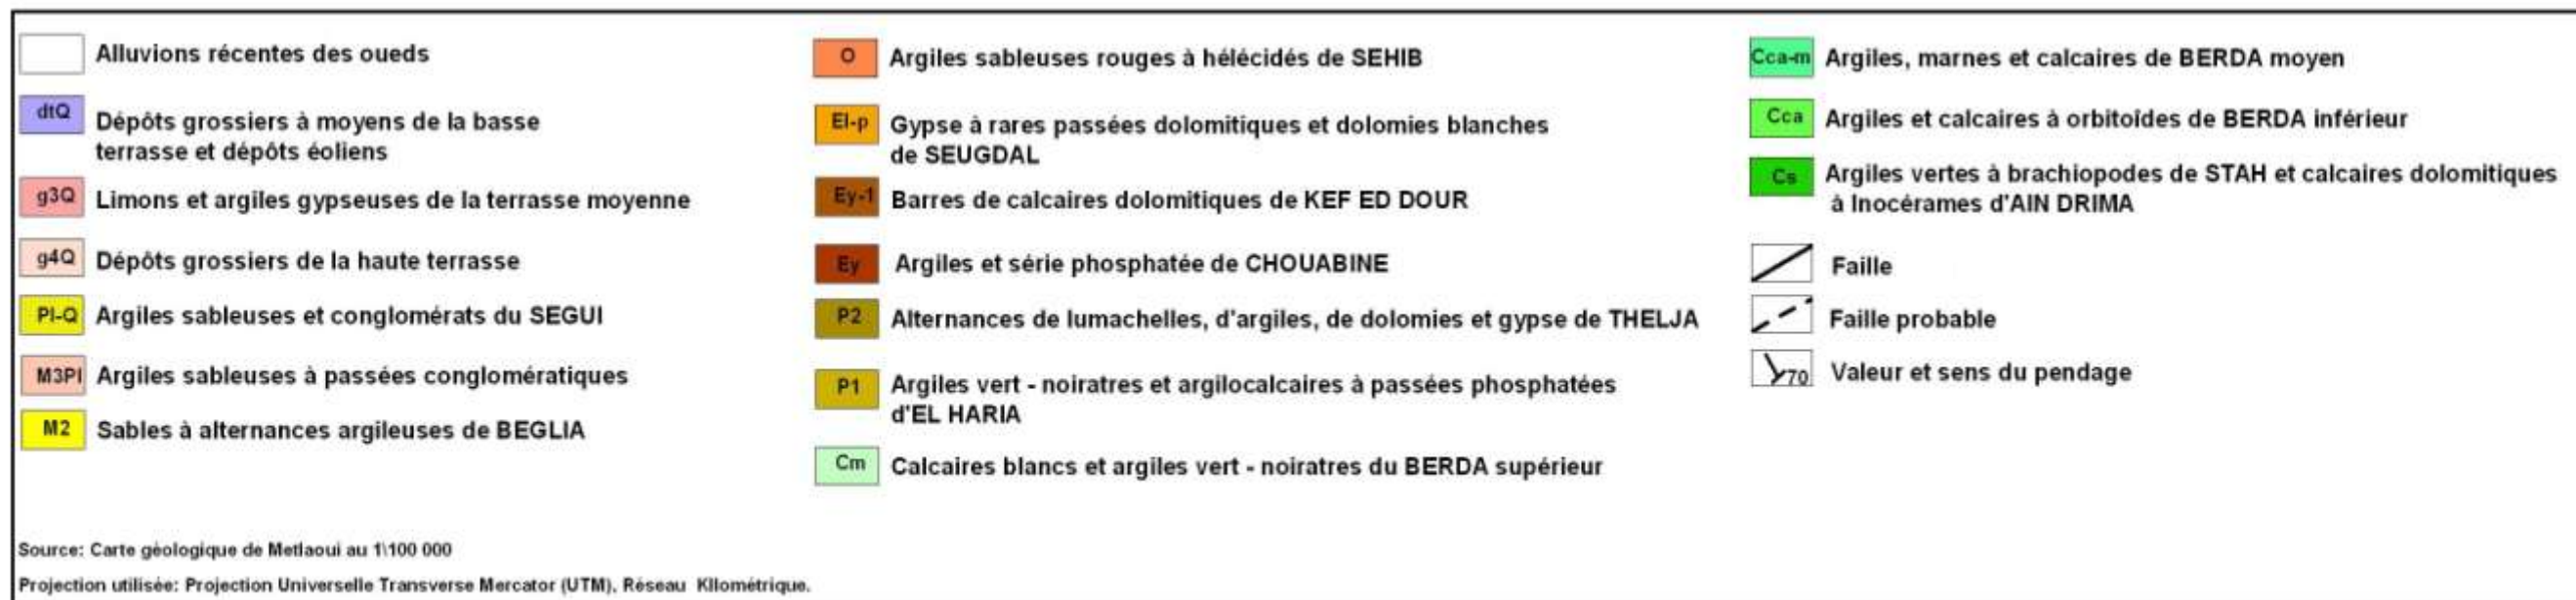 Alluvions récentes des oueds
dtQ Dépôts grossiers à moyens de la basse
terrasse et dépôts éoliens
g3Q Limons et argiles gypseuses de la terrasse moyenne
g4Q Dépôts grossiers de la haute terrasse
Pl-Q Argiles sableuses et conglomérats du SEGUI
M3Pl Argiles sableuses à passées conglomératiques
M2 Sables à alternances argileuses de BEGLIA
O Argiles sableuses rouges à hélécidés de SEHIB
El-p Gypse à rares passées dolomitiques et dolomies blanches
de SEUGDAL
Ey-1 Barres de calcaires dolomitiques de KEF ED DOUR
Ey Argiles et série phosphatée de CHOUABINE
P2 Alternances de lumachelles, d'argiles, de dolomies et gypse de THELJA
P1 Argiles vert - noiratres et argilocalcaires à passées phosphatées
d'EL HARIA
Cm Calcaires blancs et argiles vert - noiratres du BERDA supérieur
Cca-m Argiles, marnes et calcaires de BERDA moyen
Cca Argiles et calcaires à orbitoîdes de BERDA inférieur
Cs Argiles vertes à brachiopodes de STAH et calcaires dolomitiques
à Inocérames d'AIN DRIMA
Faille
Faille probable
70 Valeur et sens du pendage
Source: Carte géologique de Metlaoui au 1\100 000
Projection utilisée: Projection Universelle Transverse Mercator (UTM), Réseau Kilométrique.